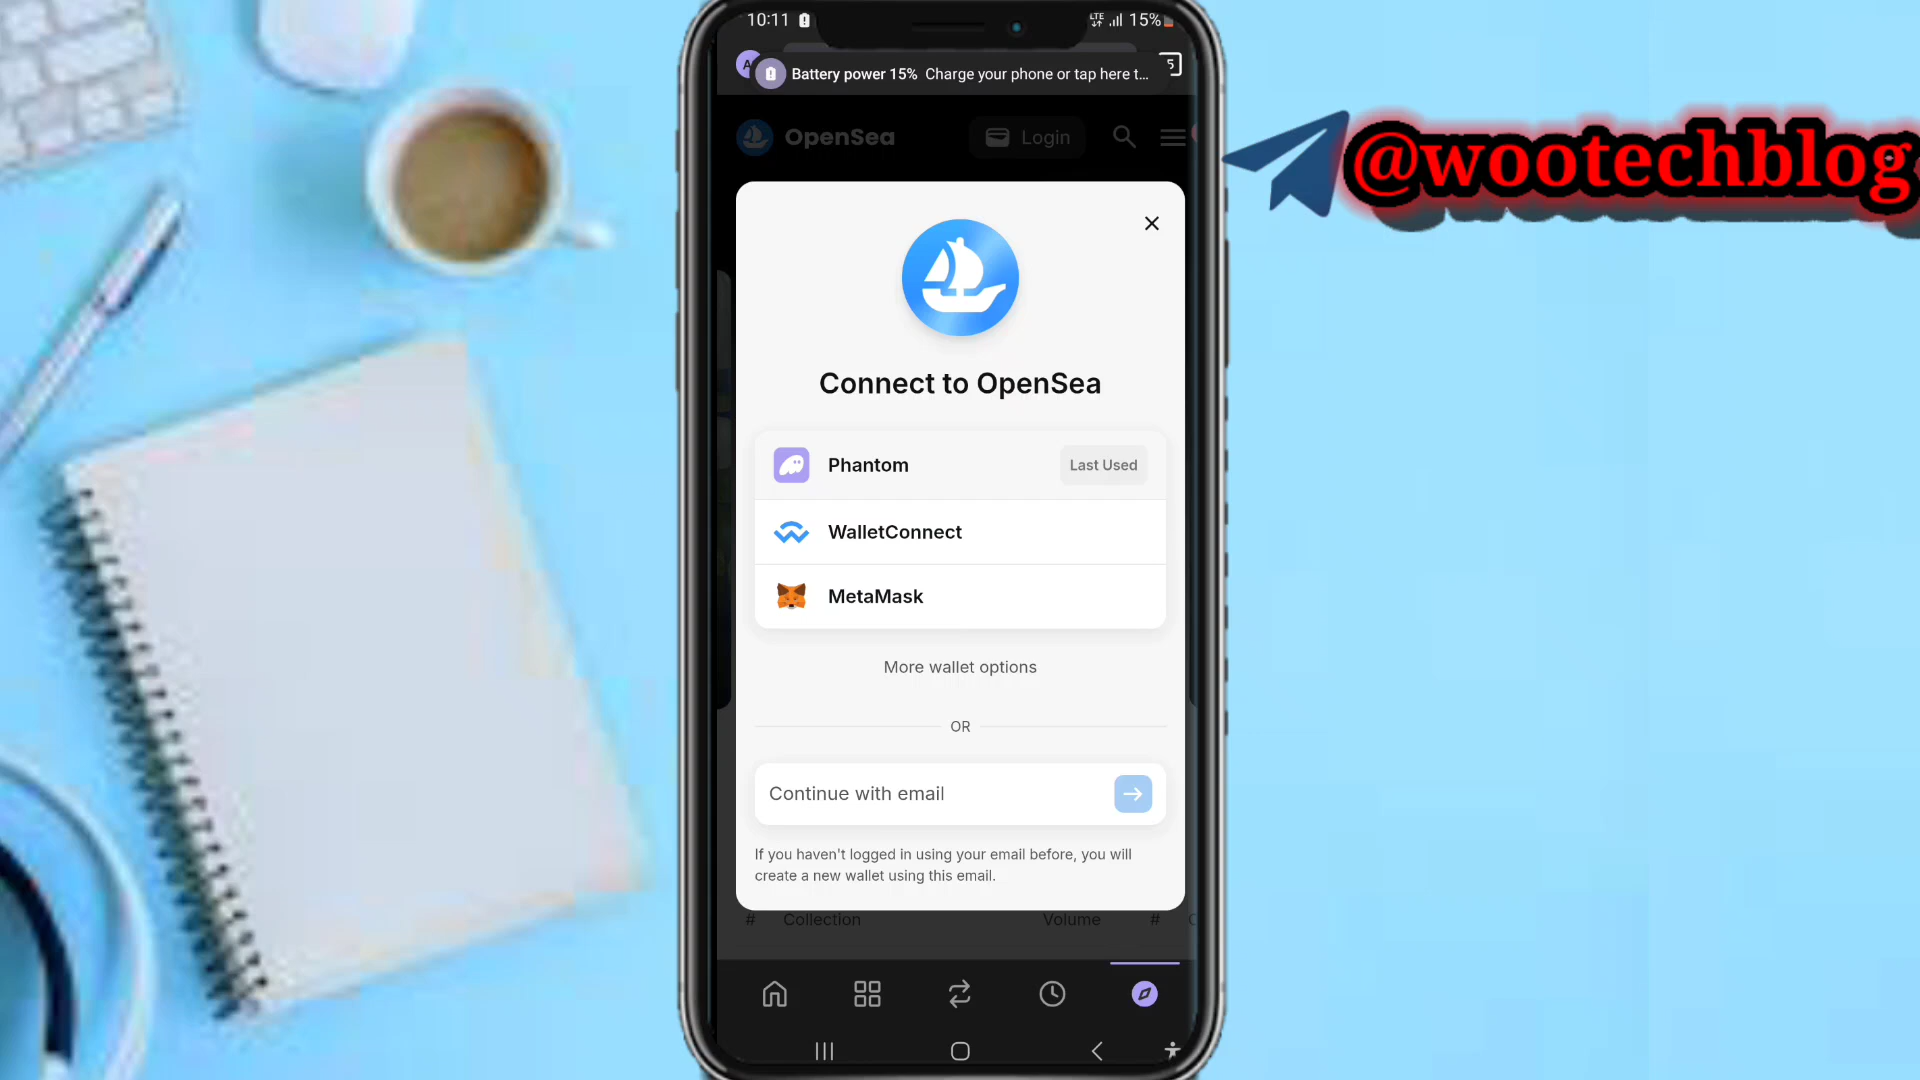 10:11
LTE 15%
A
Battery power 15% Charge your phone or tap here t...
5
OpenSea
Login
@wootechblog
Connect to OpenSea
Phantom
Last Used
WalletConnect
MetaMask
More wallet options
OR
Continue with email
If you haven't logged in using your email before, you will
create a new wallet using this email.
# Collection Volume # C